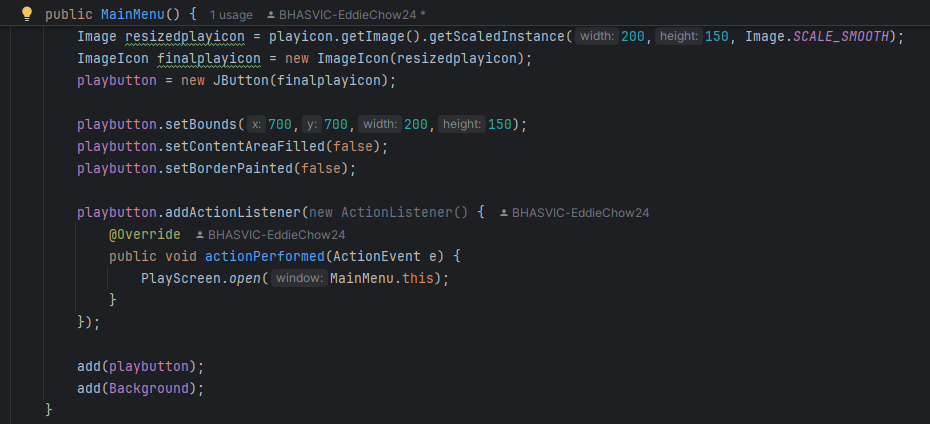 public MainMenu() { 1 usage BHASVIC-EddieChow24 *
Image resizedplayicon = playicon.getImage().getScaledInstance( width: 200, height: 150, Image.SCALE_SMOOTH);
ImageIcon finalplayicon = new ImageIcon(resizedplayicon);
playbutton = new JButton(finalplayicon);
playbutton.setBounds( x: 700, y: 700, width: 200, height: 150);
playbutton.setContentAreaFilled(false);
playbutton.setBorderPainted(false);
playbutton.addActionListener(new ActionListener() { BHASVIC-EddieChow24
@Override BHASVIC-EddieChow24
public void actionPerformed(ActionEvent e) {
PlayScreen.open( window: MainMenu.this);
}
});
add(playbutton);
add(Background);
}